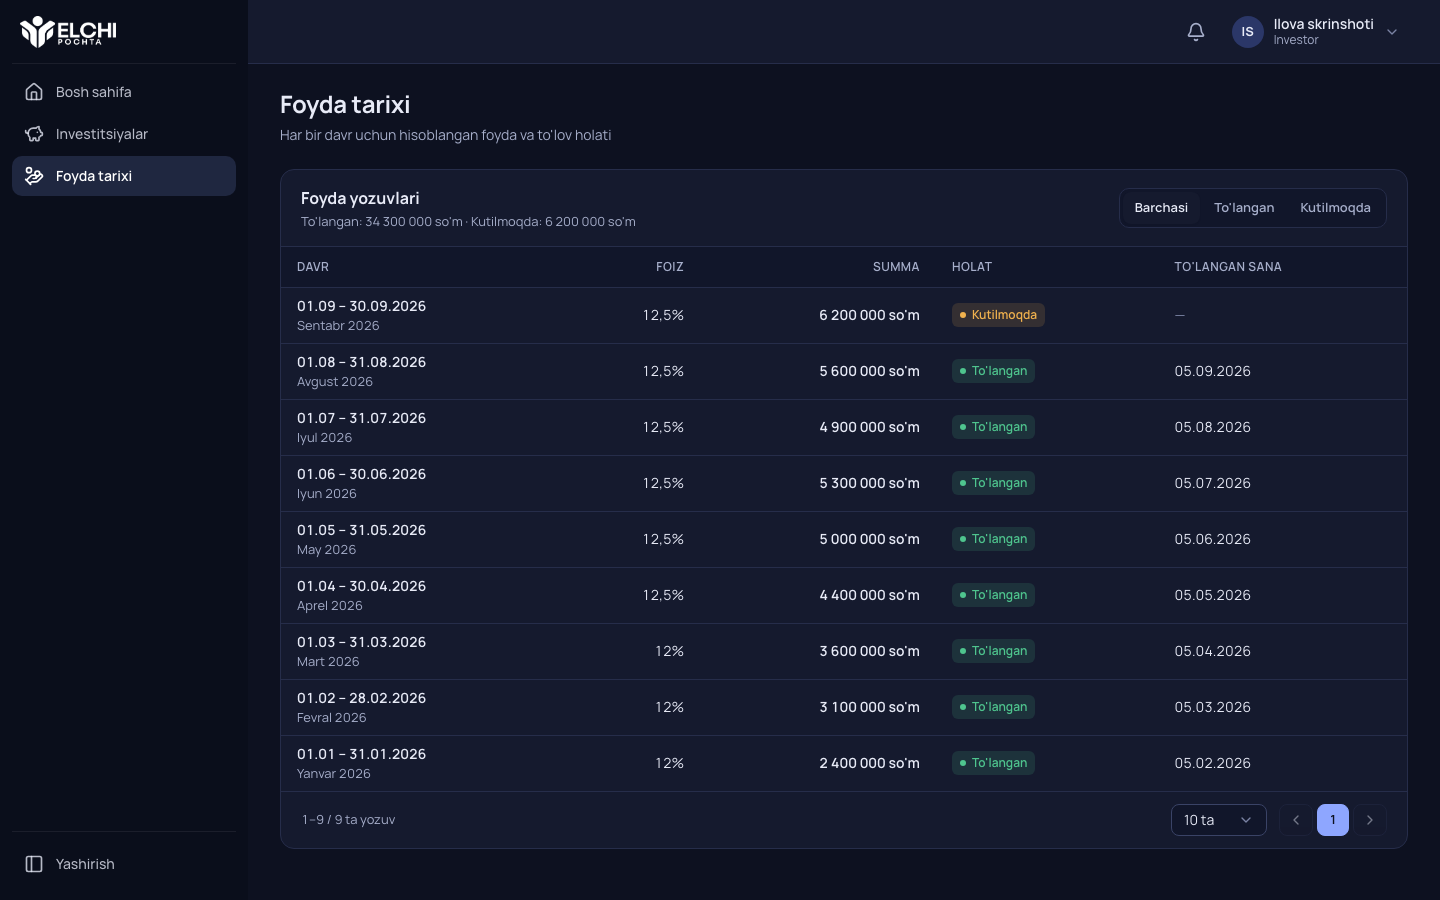 ELCHI
POCHTA
IS
Ilova skrinshoti
Investor
Bosh sahifa
Investitsiyalar
Foyda tarixi
Yashirish
Foyda tarixi
Har bir davr uchun hisoblangan foyda va to'lov holati
Foyda yozuvlari
To'langan: 34 300 000 so'm · Kutilmoqda: 6 200 000 so'm
Barchasi To'langan Kutilmoqda
DAVR FOIZ SUMMA HOLAT TO'LANGAN SANA
01.09 – 30.09.2026
Sentabr 2026
12,5% 6 200 000 so'm Kutilmoqda —
01.08 – 31.08.2026
Avgust 2026
12,5% 5 600 000 so'm To'langan 05.09.2026
01.07 – 31.07.2026
Iyul 2026
12,5% 4 900 000 so'm To'langan 05.08.2026
01.06 – 30.06.2026
Iyun 2026
12,5% 5 300 000 so'm To'langan 05.07.2026
01.05 – 31.05.2026
May 2026
12,5% 5 000 000 so'm To'langan 05.06.2026
01.04 – 30.04.2026
Aprel 2026
12,5% 4 400 000 so'm To'langan 05.05.2026
01.03 – 31.03.2026
Mart 2026
12% 3 600 000 so'm To'langan 05.04.2026
01.02 – 28.02.2026
Fevral 2026
12% 3 100 000 so'm To'langan 05.03.2026
01.01 – 31.01.2026
Yanvar 2026
12% 2 400 000 so'm To'langan 05.02.2026
1–9 / 9 ta yozuv
10 ta
1